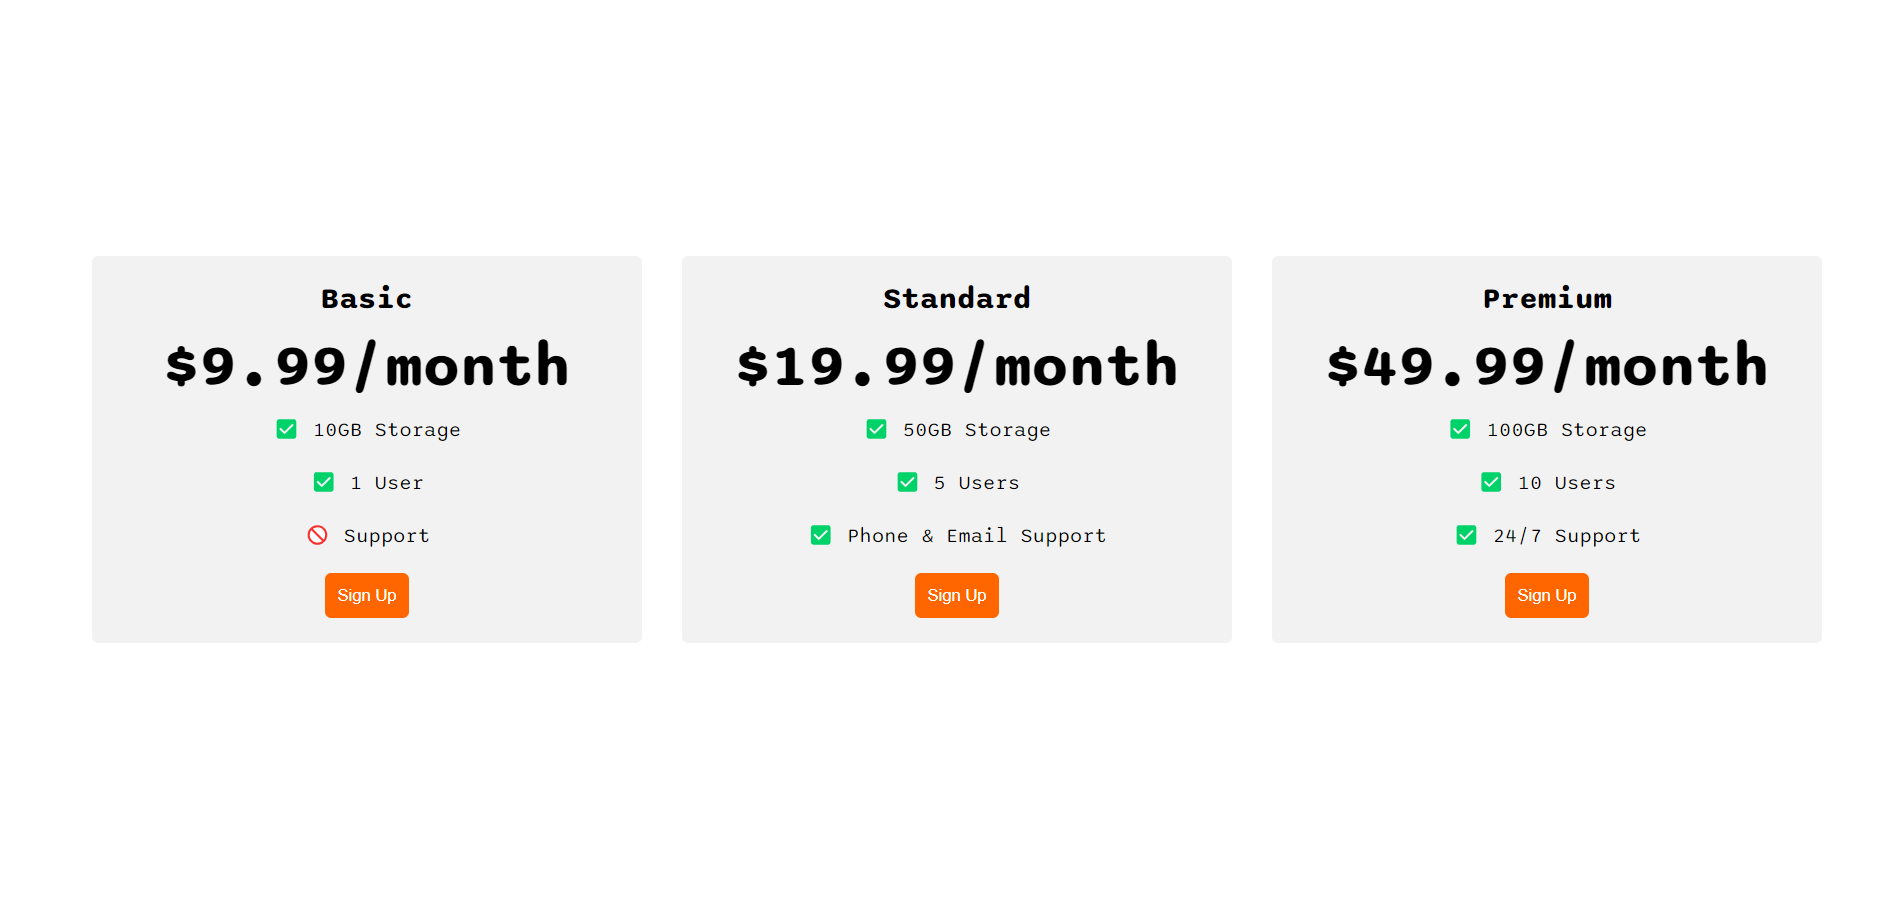 Basic
$9.99/month
10GB Storage
1 User
Support
Sign Up
Standard
$19.99/month
50GB Storage
5 Users
Phone & Email Support
Sign Up
Premium
$49.99/month
100GB Storage
10 Users
24/7 Support
Sign Up